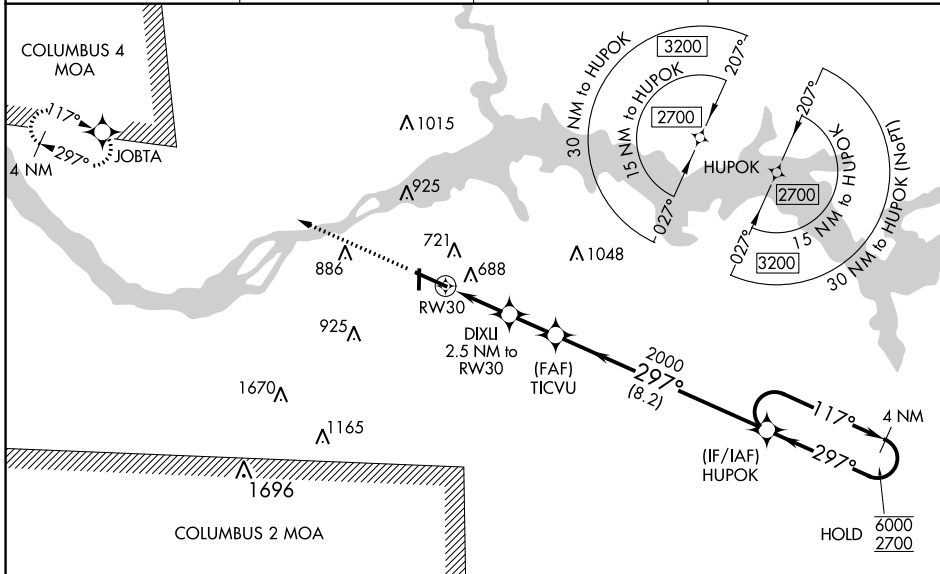 COLUMBUS 4
MOA
117°
297°
4 NM
JOBTA
1015
925
721
688
886
925
1670
1165
1696
1048
COLUMBUS 2 MOA
30 NM to HUPOK
3200
207°
15 NM to HUPOK
2700
027°
HUPOK
207°
2700
15 NM to HUPOK
027°
3200
30 NM to HUPOK (NoPT)
RW30
DIXLI
2.5 NM to
RW30
(FAF)
TICVU
2000
297°
(8.2)
(IF/IAF)
HUPOK
117°
4 NM
297°
HOLD
6000
2700